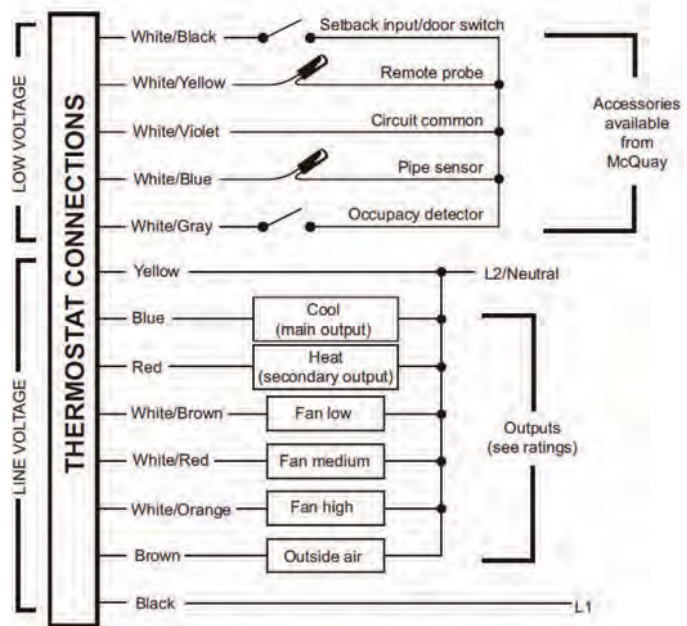 LOW VOLTAGE
LINE VOLTAGE
THERMOSTAT CONNECTIONS
White/Black
Setback input/door switch
White/Yellow
Remote probe
White/Violet
Circuit common
White/Blue
Pipe sensor
White/Gray
Occupancy detector
Accessories
available
from
McQuay
Yellow
L2/Neutral
Blue
Cool
(main output)
Red
Heat
(secondary output)
White/Brown
Fan low
White/Red
Fan medium
White/Orange
Fan high
Brown
Outside air
Outputs
(see ratings)
Black
L1